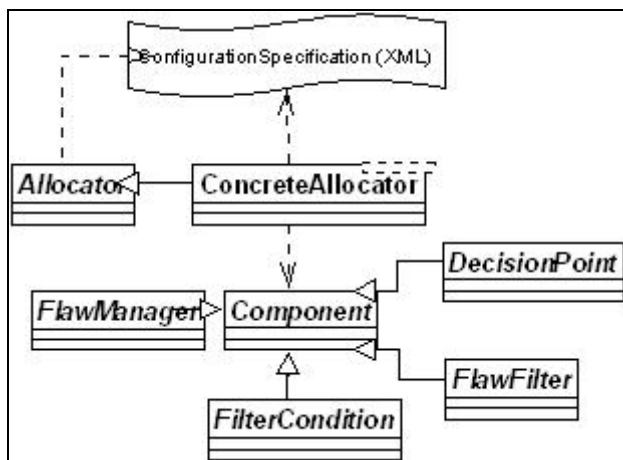 ConfigurationSpecification (XML)
Allocator
ConcreteAllocator
DecisionPoint
FlawManager
Component
FlawFilter
FilterCondition